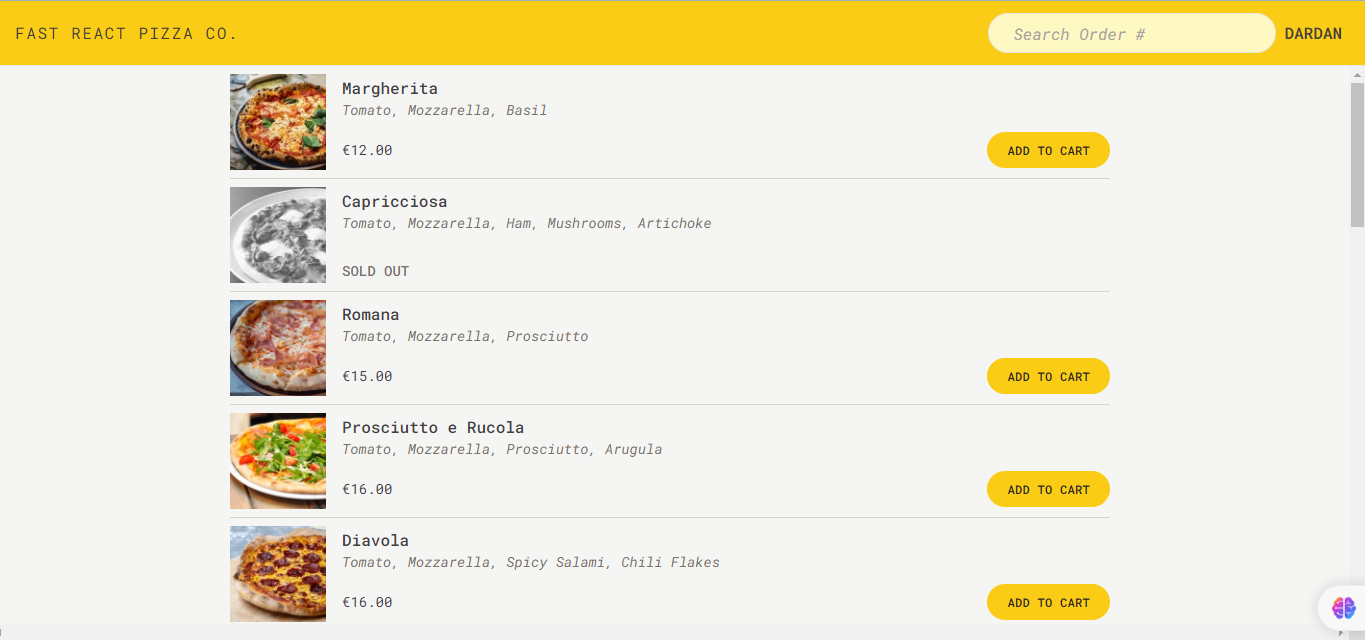 FAST REACT PIZZA CO.
Search Order #
DARDAN
Margherita
Tomato, Mozzarella, Basil
€12.00
ADD TO CART
Capricciosa
Tomato, Mozzarella, Ham, Mushrooms, Artichoke
SOLD OUT
Romana
Tomato, Mozzarella, Prosciutto
€15.00
ADD TO CART
Prosciutto e Rucola
Tomato, Mozzarella, Prosciutto, Arugula
€16.00
ADD TO CART
Diavola
Tomato, Mozzarella, Spicy Salami, Chili Flakes
€16.00
ADD TO CART